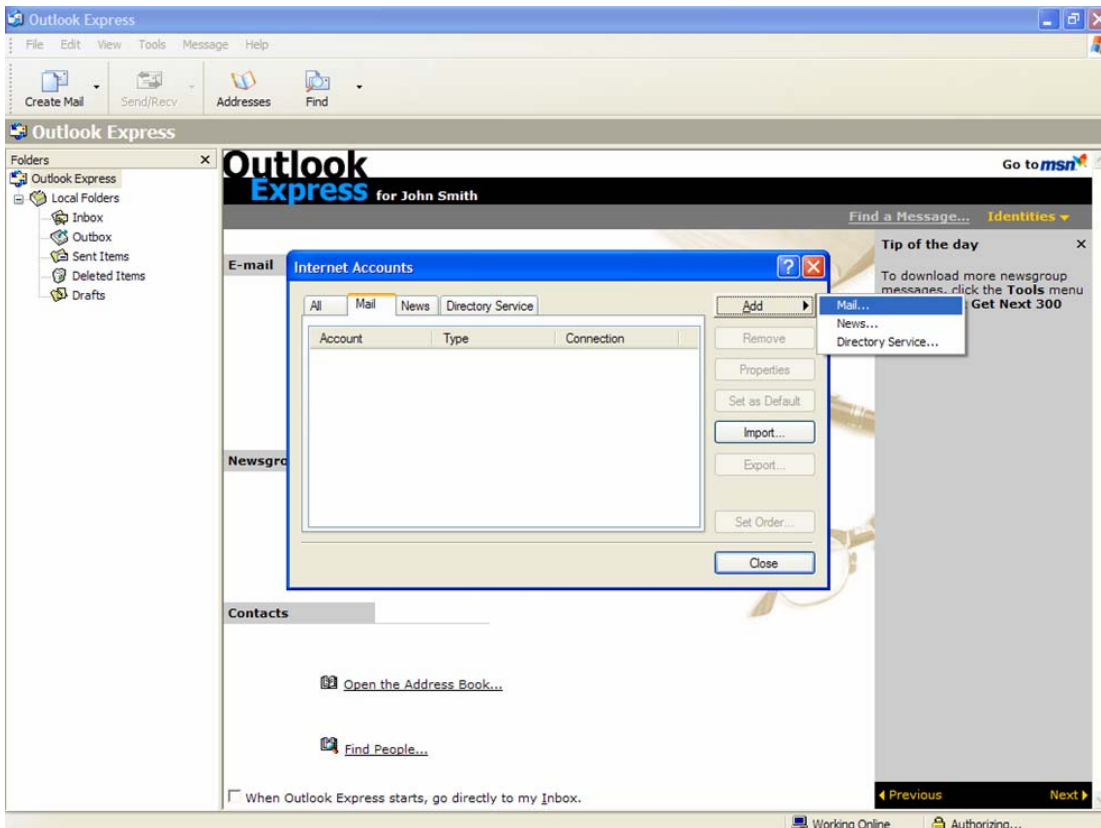 Outlook Express
File Edit View Tools Message Help
Create Mail Send/Recv Addresses Find
Outlook Express
Folders
Outlook Express
Local Folders
Inbox
Outbox
Sent Items
Deleted Items
Drafts
Outlook
Express for John Smith
Go to msn
Find a Message... Identities
E-mail
Newsgro
Contacts
Open the Address Book...
Find People...
When Outlook Express starts, go directly to my Inbox.
Internet Accounts
All Mail News Directory Service
Account Type Connection
Add
Remove
Properties
Set as Default
Import...
Export...
Set Order...
Close
Mail...
News...
Directory Service...
Tip of the day
To download more newsgroup
messages, click the Tools menu
Get Next 300
Previous Next
Working Online Authorizing...